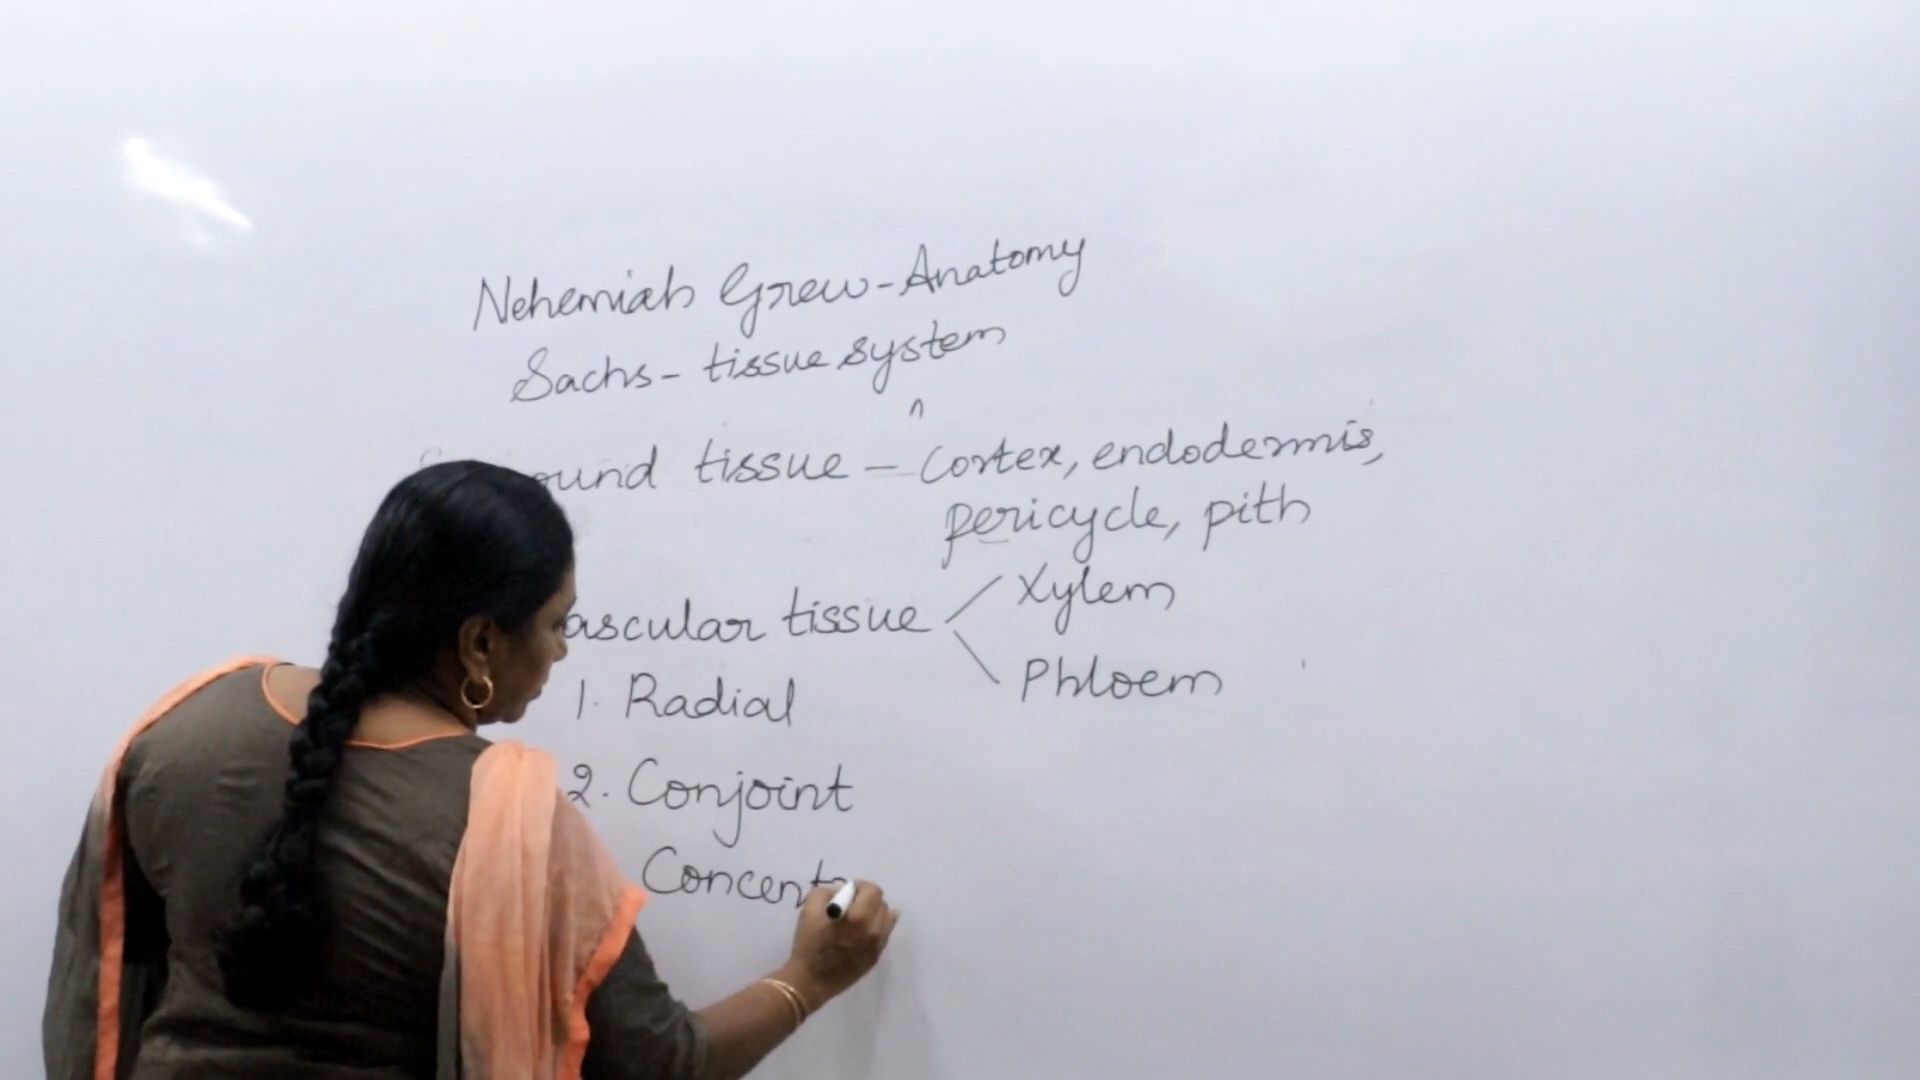 Nehemiah Grew - Anatomy
Sachs - tissue system
ound tissue - Cortex, endodermis,
pericycle, pith
ascular tissue Xylem
Phloem
1. Radial
2. Conjoint
Concent